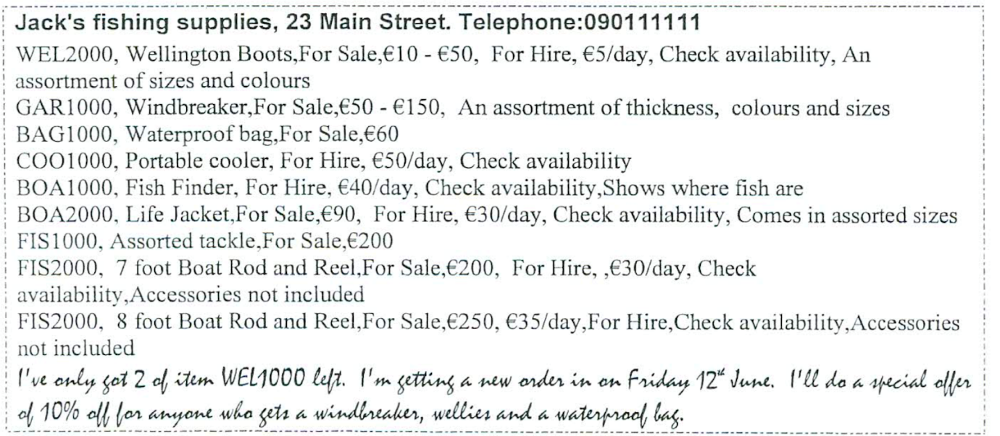 Jack's fishing supplies, 23 Main Street. Telephone:090111111
WEL2000, Wellington Boots,For Sale,€10 - €50,  For Hire, €5/day, Check availability, An
assortment of sizes and colours
GAR1000, Windbreaker,For Sale,€50 - €150,  An assortment of thickness,  colours and sizes
BAG1000, Waterproof bag,For Sale,€60
COO1000, Portable cooler, For Hire, €50/day, Check availability
BOA1000, Fish Finder, For Hire, €40/day, Check availability,Shows where fish are
BOA2000, Life Jacket,For Sale,€90,  For Hire, €30/day, Check availability, Comes in assorted sizes
FIS1000, Assorted tackle,For Sale,€200
FIS2000,  7 foot Boat Rod and Reel,For Sale,€200,  For Hire, ,€30/day, Check
availability,Accessories not included
FIS2000,  8 foot Boat Rod and Reel,For Sale,€250, €35/day,For Hire,Check availability,Accessories
not included
I've only got 2 of item WEL1000 left.  I'm getting a new order in on Friday 12th June.  I'll do a special offer
of 10% off for anyone who gets a windbreaker, wellies and a waterproof bag.